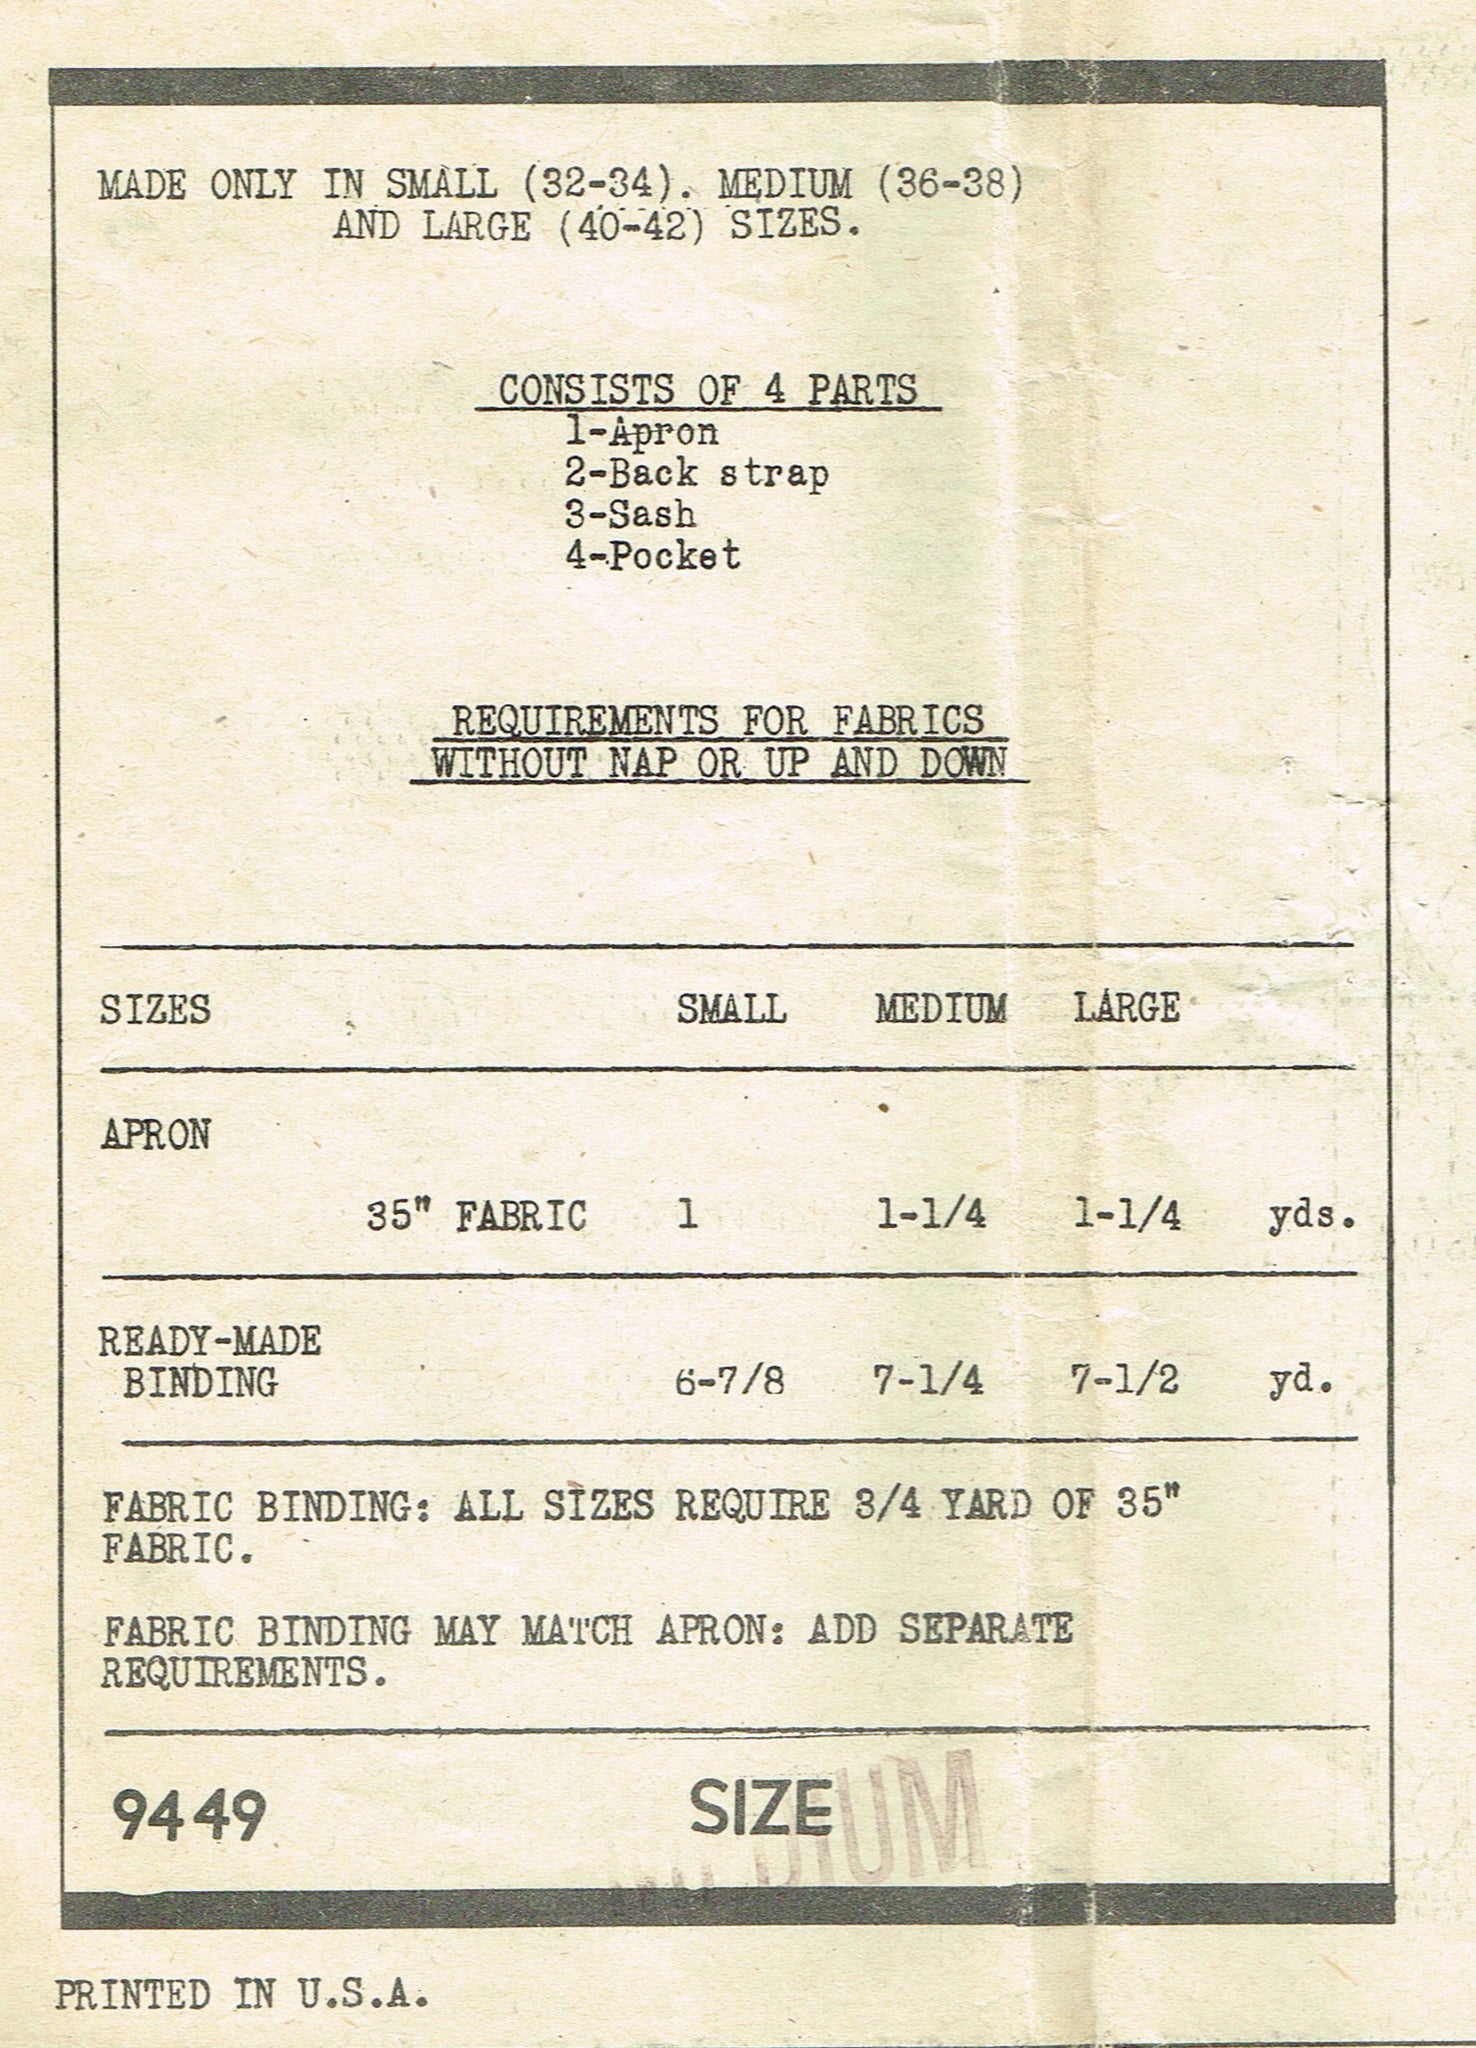 MADE ONLY IN SMALL (32-34). MEDIUM (36-38)
AND LARGE (40-42) SIZES.
CONSISTS OF 4 PARTS
1-Apron
2-Back strap
3-Sash
4-Pocket
REQUIREMENTS FOR FABRICS
WITHOUT NAP OR UP AND DOWN
SIZES SMALL MEDIUM LARGE
APRON
35" FABRIC 1 1-1/4 1-1/4 yds.
READY-MADE
BINDING 6-7/8 7-1/4 7-1/2 yd.
FABRIC BINDING: ALL SIZES REQUIRE 3/4 YARD OF 35"
FABRIC.
FABRIC BINDING MAY MATCH APRON: ADD SEPARATE
REQUIREMENTS.
9449 SIZE MEDIUM
PRINTED IN U.S.A.